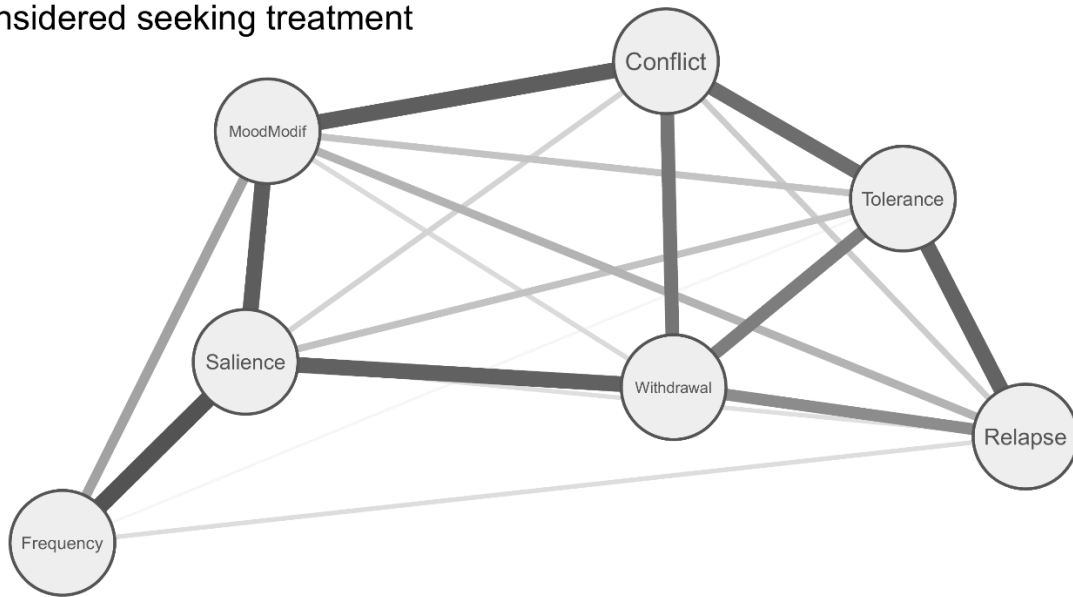 nsidered seeking treatment
Conflict
MoodModif
Tolerance
Salience
Withdrawal
Relapse
Frequency